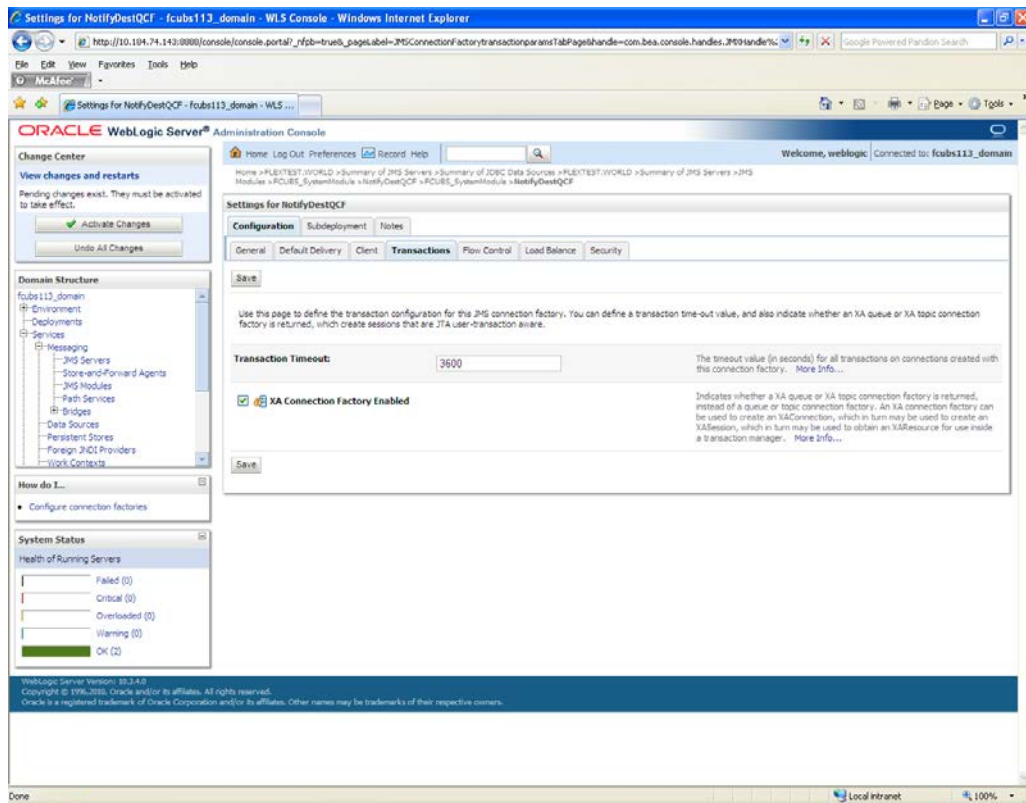 Settings for NotifyDestQCF - fcubs113_domain - WLS Console - Windows Internet Explorer
http://10.184.74.143:8888/console/console.portal?_nfpb=true&_pageLabel=JMSConnectionFactorytransactionparamsTabPage&handle=com.bea.console.handles.JMXHandle%
Google Powered Pandion Search
File Edit View Favorites Tools Help
McAfee
Settings for NotifyDestQCF - fcubs113_domain - WLS ...
Page Tools
ORACLE WebLogic Server® Administration Console
Change Center
View changes and restarts
Pending changes exist. They must be activated
to take effect.
Activate Changes
Undo All Changes
Domain Structure
fcubs113_domain
Environment
Deployments
Services
Messaging
JMS Servers
Store-and-Forward Agents
JMS Modules
Path Services
Bridges
Data Sources
Persistent Stores
Foreign JNDI Providers
Work Contexts
How do I...
Configure connection factories
System Status
Health of Running Servers
Failed (0)
Critical (0)
Overloaded (0)
Warning (0)
OK (2)
Home Log Out Preferences Record Help
Welcome, weblogic Connected to: fcubs113_domain
Home >FLEXTEST.WORLD >Summary of JMS Servers >Summary of JDBC Data Sources >FLEXTEST.WORLD >Summary of JMS Servers >JMS
Modules >FCUBS_SystemModule >NotifyDestQCF >FCUBS_SystemModule >NotifyDestQCF
Settings for NotifyDestQCF
Configuration Subdeployment Notes
General Default Delivery Client Transactions Flow Control Load Balance Security
Save
Use this page to define the transaction configuration for this JMS connection factory. You can define a transaction time-out value, and also indicate whether an XA queue or XA topic connection
factory is returned, which create sessions that are JTA user-transaction aware.
Transaction Timeout:
3600
The timeout value (in seconds) for all transactions on connections created with
this connection factory. More Info...
XA Connection Factory Enabled
Indicates whether a XA queue or XA topic connection factory is returned,
instead of a queue or topic connection factory. An XA connection factory can
be used to create an XAConnection, which in turn may be used to create an
XASession, which in turn may be used to obtain an XAResource for use inside
a transaction manager. More Info...
Save
WebLogic Server Version: 10.3.4.0
Copyright © 1996,2010, Oracle and/or its affiliates. All rights reserved.
Oracle is a registered trademark of Oracle Corporation and/or its affiliates. Other names may be trademarks of their respective owners.
Done
Local intranet
100%